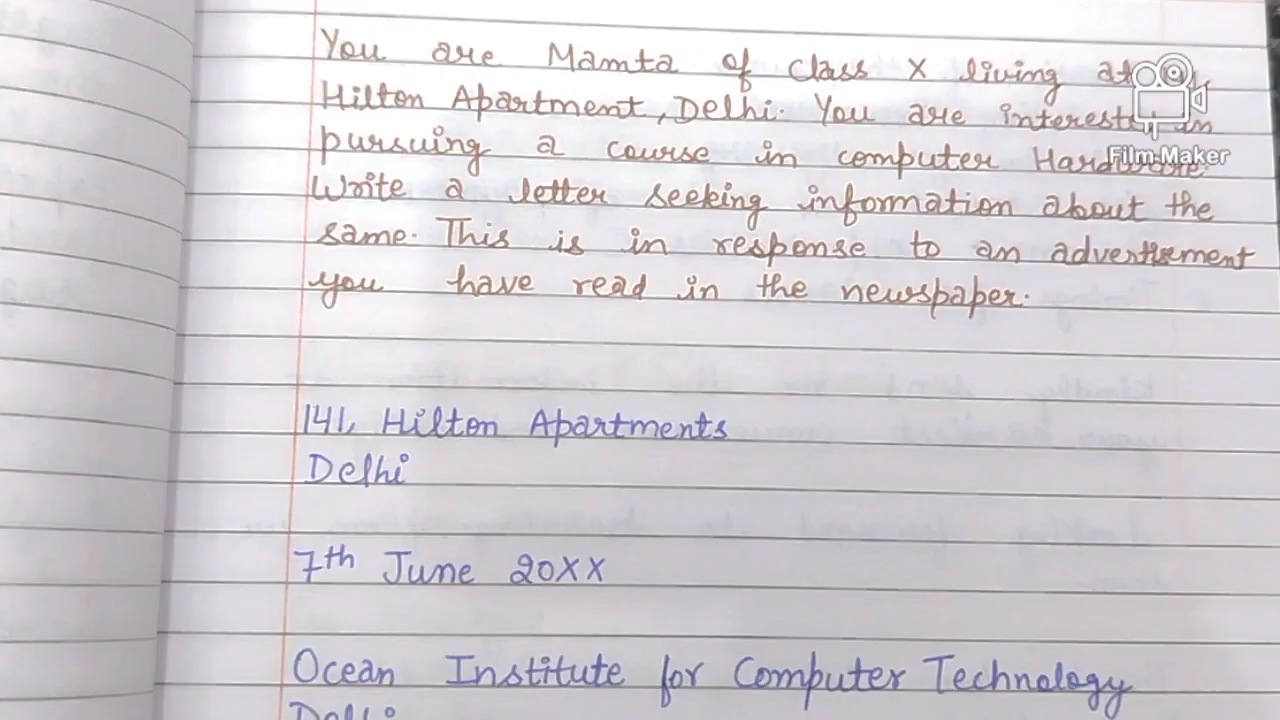 You are Mamta of class X living at
Hilton Apartment, Delhi. You are interested in
pursuing a course in computer Hardware.
Write a letter seeking information about the
same. This is in response to an advertisement
you have read in the newspaper.
Film Maker
141, Hilton Apartments
Delhi
7th June 20XX
Ocean Institute for Computer Technology
Delhi